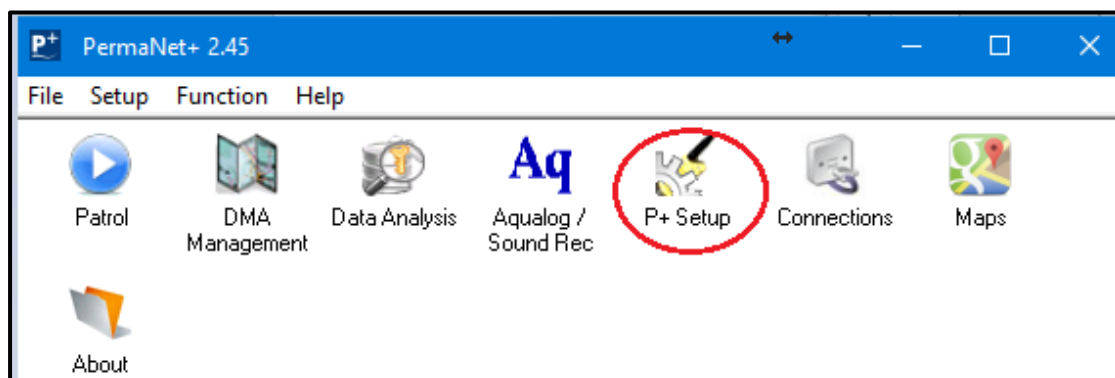 P+ PermaNet+ 2.45
File Setup Function Help
Aq
Patrol DMA Data Analysis Aqualog / P+ Setup Connections Maps
Management Sound Rec
About